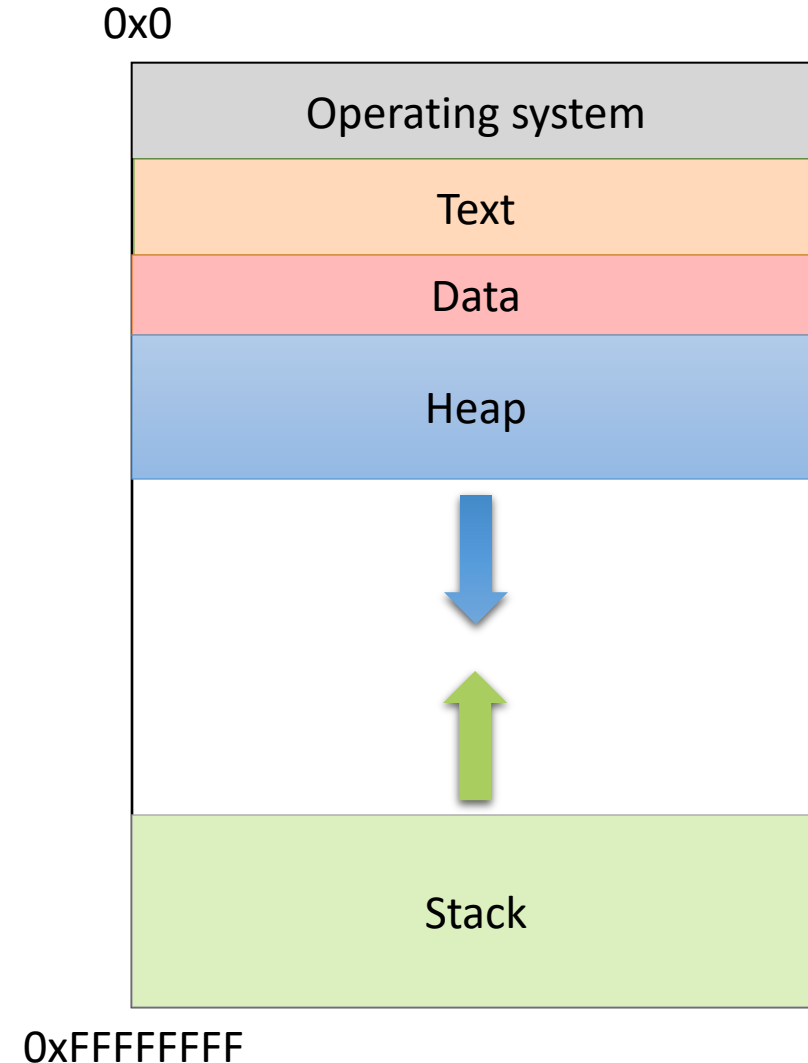 0x0
Operating system
Text
Data
Heap
Stack
0xFFFFFFFF